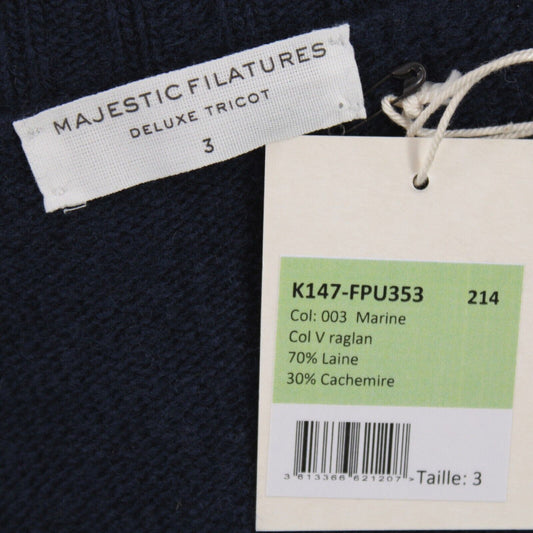 MAJESTIC FILATURES
DELUXE TRICOT
3
K147-FPU353 214
Col: 003 Marine
Col V raglan
70% Laine
30% Cachemire
3 613366 621207 >
Taille: 3